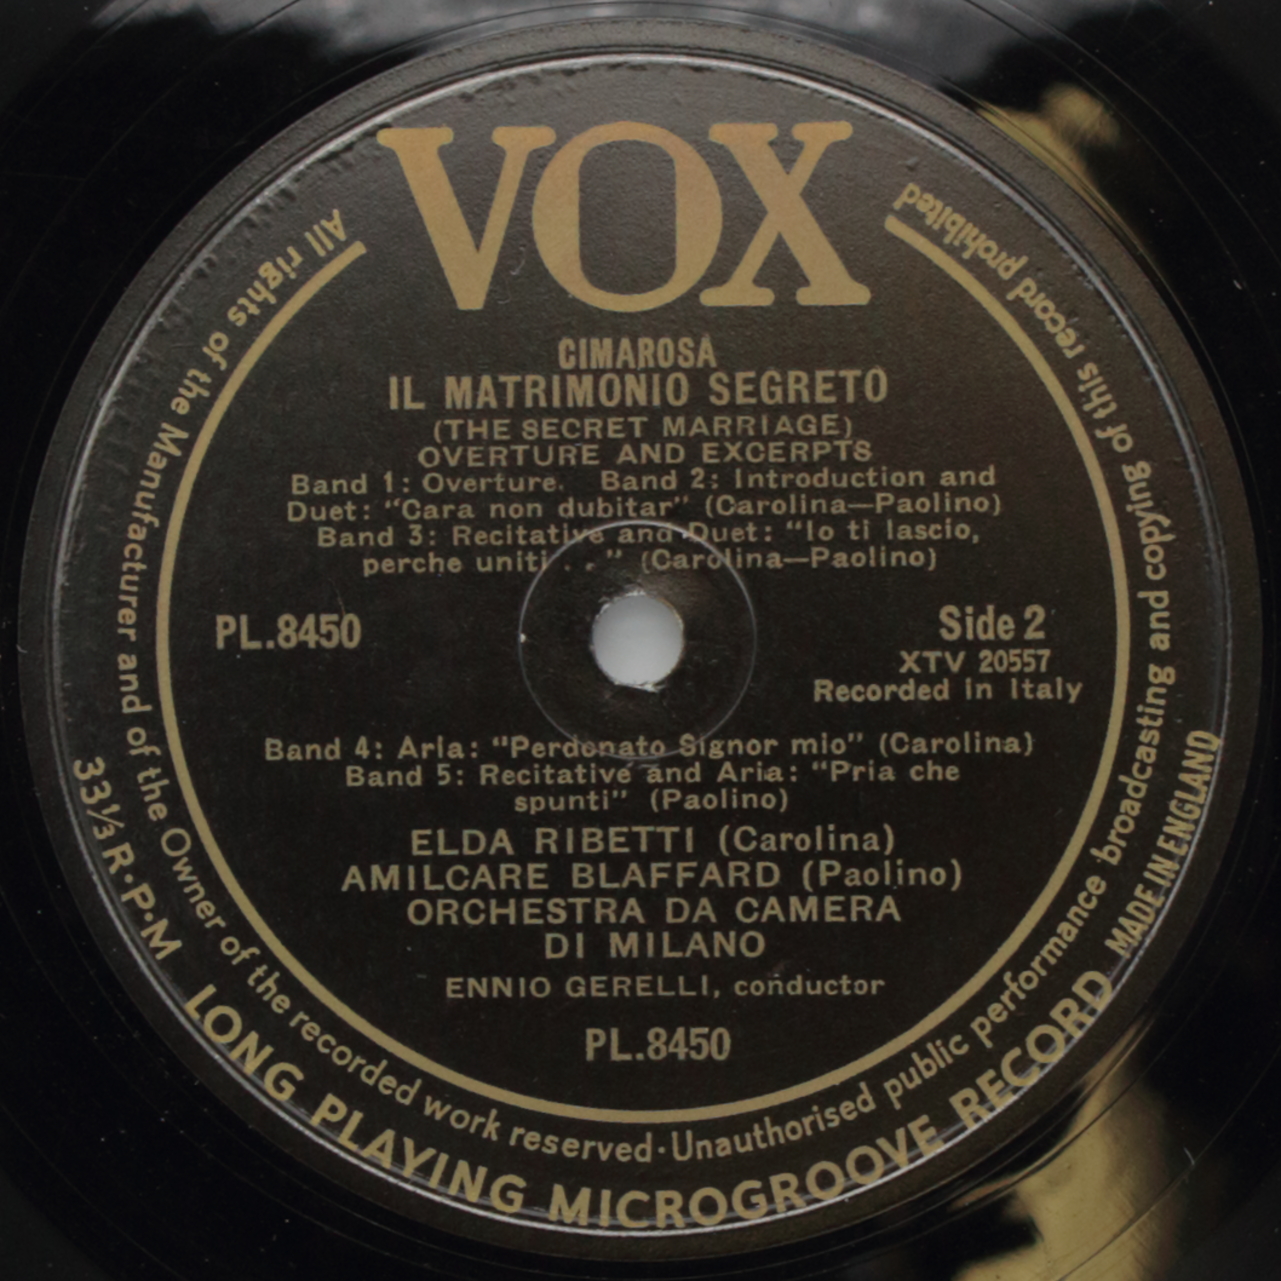 VOX
CIMAROSA
IL MATRIMONIO SEGRETO
(THE SECRET MARRIAGE)
OVERTURE AND EXCERPTS
Band 1: Overture. Band 2: Introduction and
Duet: "Cara non dubitar" (Carolina—Paolino)
Band 3: Recitative and Duet: "Io ti lascio,
perche uniti . . ." (Carolina—Paolino)
PL.8450
Side 2
XTV 20557
Recorded in Italy
Band 4: Aria: "Perdonato Signor mio" (Carolina)
Band 5: Recitative and Aria: "Pria che
spunti" (Paolino)
ELDA RIBETTI (Carolina)
AMILCARE BLAFFARD (Paolino)
ORCHESTRA DA CAMERA
DI MILANO
ENNIO GERELLI, conductor
PL.8450
All rights of the Manufacturer and of the Owner of the recorded work reserved·Unauthorised public performance broadcasting and copying of this record prohibited
33⅓ R·P·M LONG PLAYING MICROGROOVE RECORD MADE IN ENGLAND